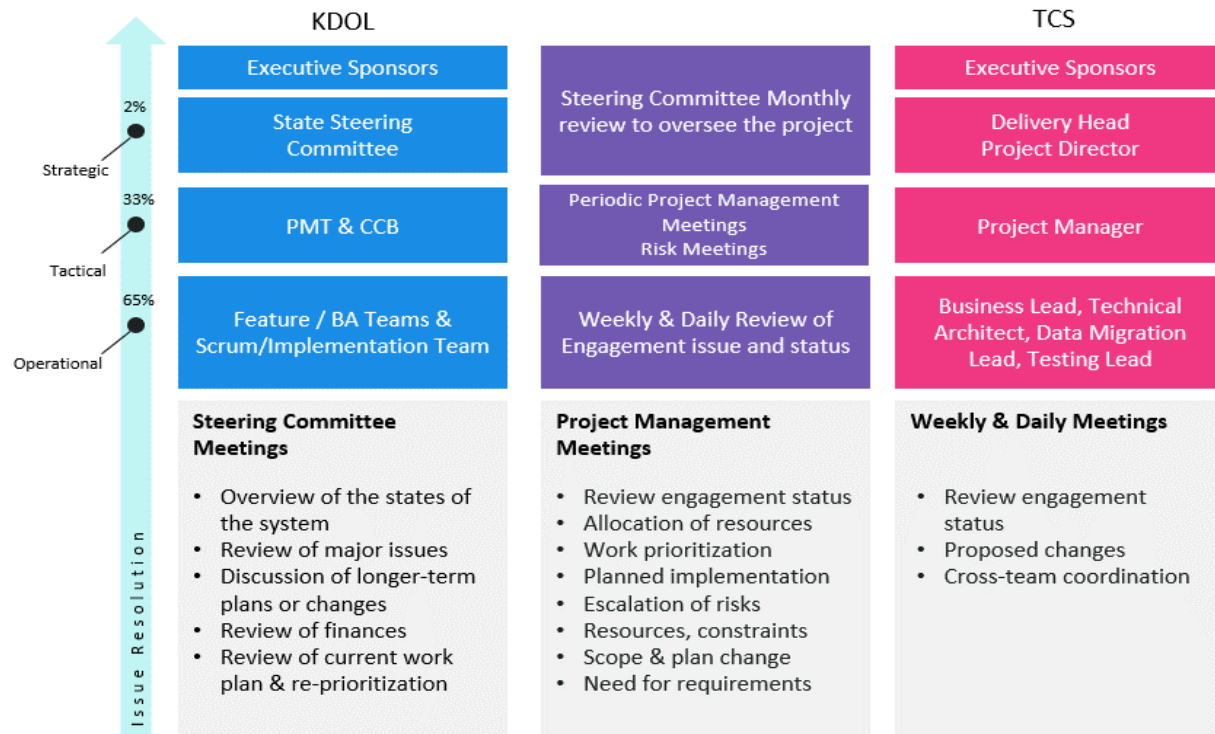 KDOL
TCS
Executive Sponsors
Executive Sponsors
Steering Committee Monthly
review to oversee the project
2%
Strategic
State Steering
Committee
Delivery Head
Project Director
33%
Tactical
PMT & CCB
Periodic Project Management
Meetings
Risk Meetings
Project Manager
65%
Operational
Feature / BA Teams &
Scrum/Implementation Team
Weekly & Daily Review of
Engagement issue and status
Business Lead, Technical
Architect, Data Migration
Lead, Testing Lead
Issue Resolution
Steering Committee
Meetings
• Overview of the states of
the system
• Review of major issues
• Discussion of longer-term
plans or changes
• Review of finances
• Review of current work
plan & re-prioritization
Project Management
Meetings
• Review engagement status
• Allocation of resources
• Work prioritization
• Planned implementation
• Escalation of risks
• Resources, constraints
• Scope & plan change
• Need for requirements
Weekly & Daily Meetings
• Review engagement
status
• Proposed changes
• Cross-team coordination